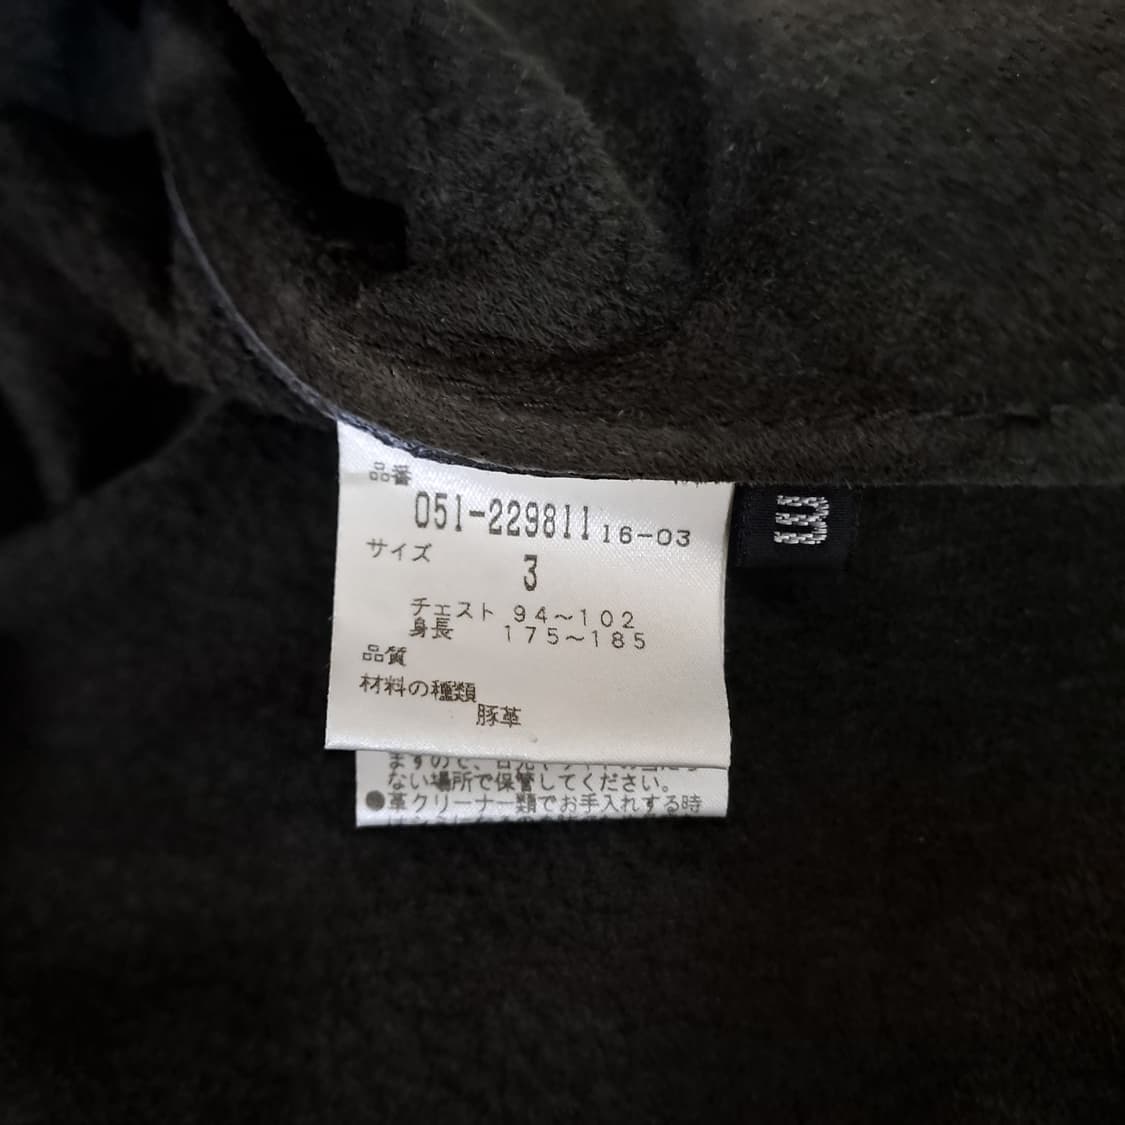 品番
051-229811 16-03
サイズ
3
チェスト 94～102
身長 175～185
品質
材料の種類
豚革
ない場所で保管してください。
●革クリーナー類でお手入れする時
3